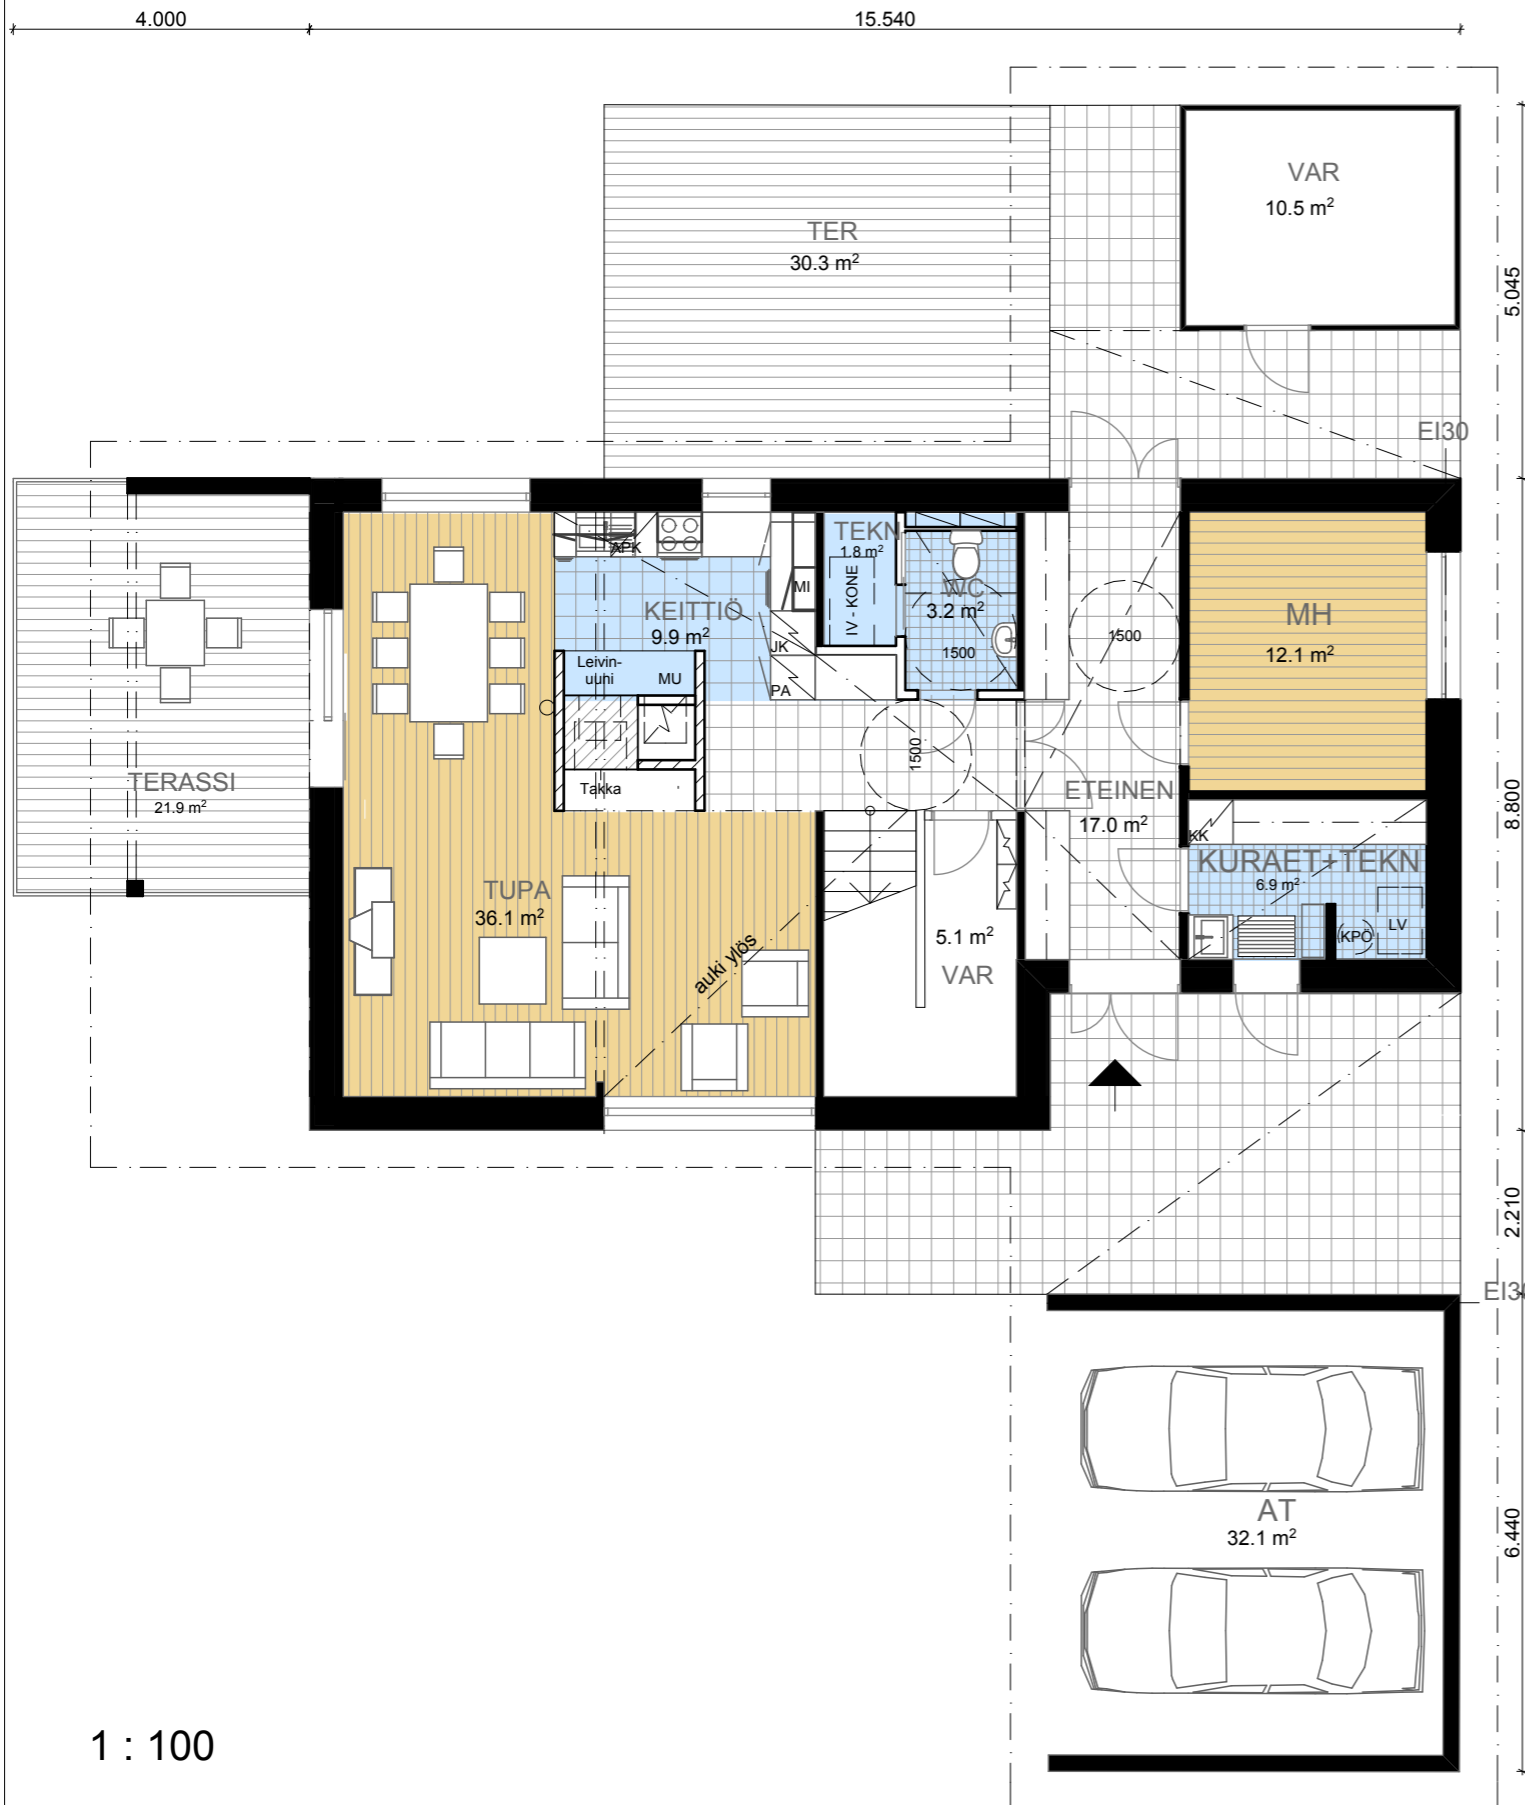 4.000
15.540
VAR
10.5 m²
TER
30.3 m²
5.045
EI30
TEKN
1.8 m²
IV - KONE
APK
MI
KEITTIÖ
9.9 m²
WC
3.2 m²
1500
1500
MH
12.1 m²
JK
PA
Leivin-
uuni
MU
1500
Takka
TERASSI
21.9 m²
ETEINEN
17.0 m²
8.800
KK
KURAET+TEKN
6.9 m²
LV
KPÖ
TUPA
36.1 m²
auki ylös
5.1 m²
VAR
2.210
AT
32.1 m²
6.440
1 : 100